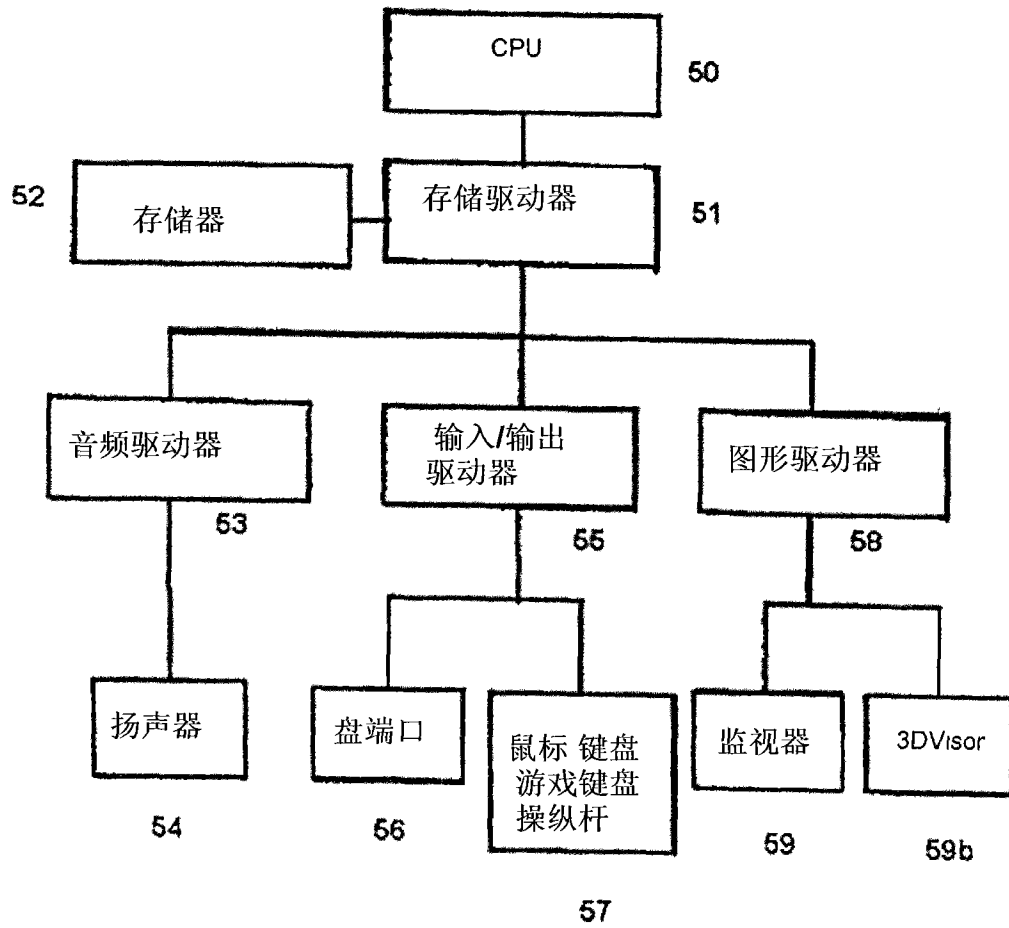 CPU
50
52
存储器
存储驱动器
51
音频驱动器
53
输入/输出
驱动器
55
图形驱动器
58
扬声器
54
盘端口
56
鼠标 键盘
游戏键盘
操纵杆
57
监视器
59
3DVisor
59b